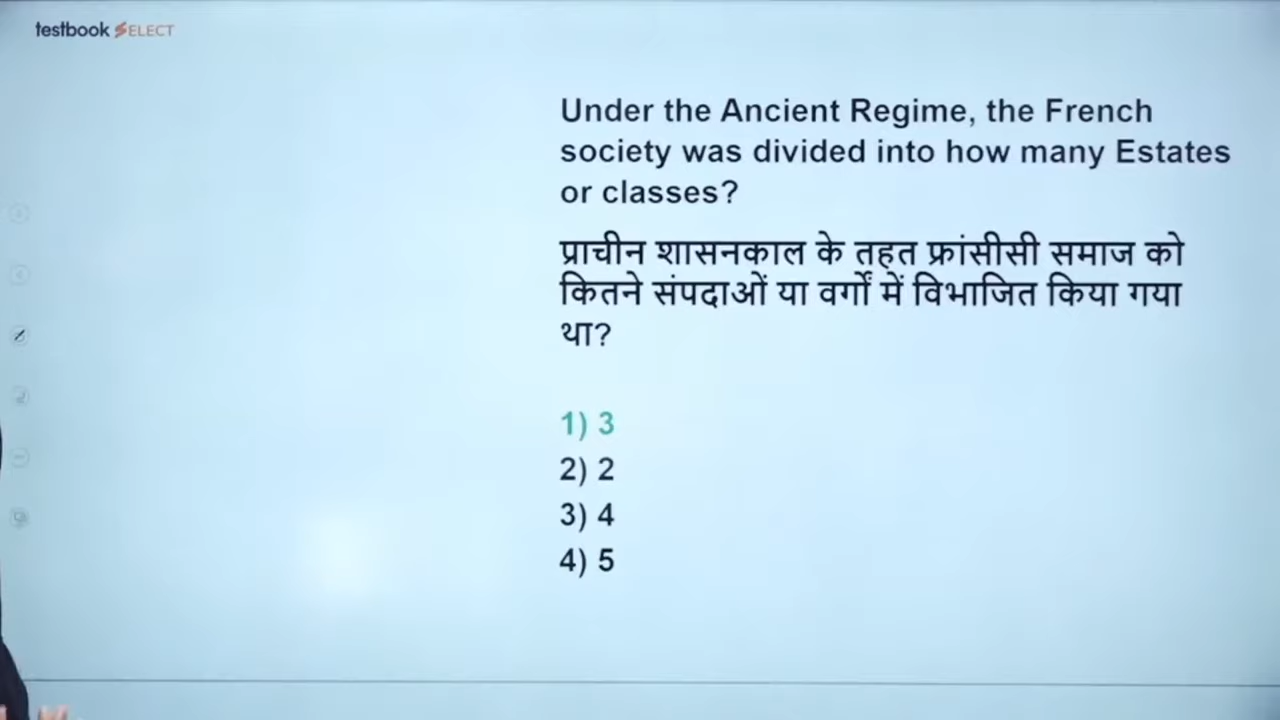 testbook SELECT
Under the Ancient Regime, the French
society was divided into how many Estates
or classes?
प्राचीन शासनकाल के तहत फ्रांसीसी समाज को
कितने संपदाओं या वर्गों में विभाजित किया गया
था?
1) 3
2) 2
3) 4
4) 5